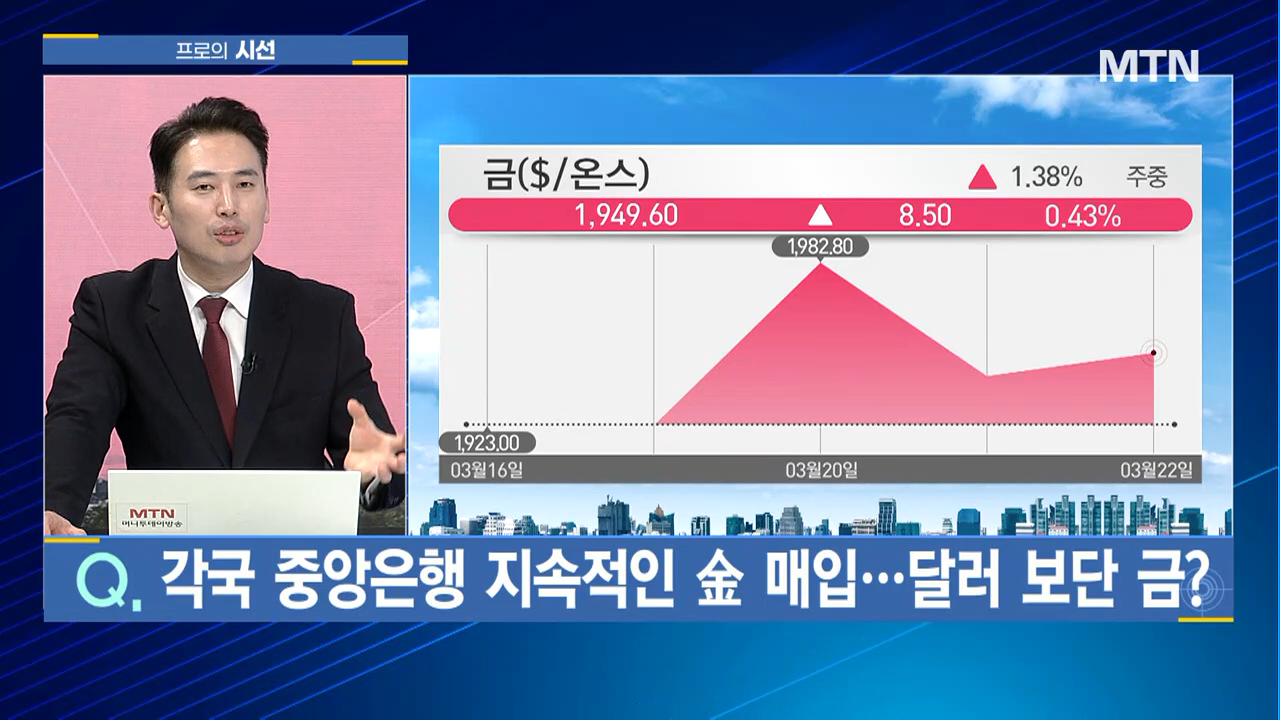 프로의 시선
MTN
금($/온스) ▲ 1.38% 주중
1,949.60 △ 8.50 0.43%
1,982.80
1,923.00
03월16일 03월20일 03월22일
MTN
머니투데이방송
Q. 각국 중앙은행 지속적인 金 매입…달러 보단 금?